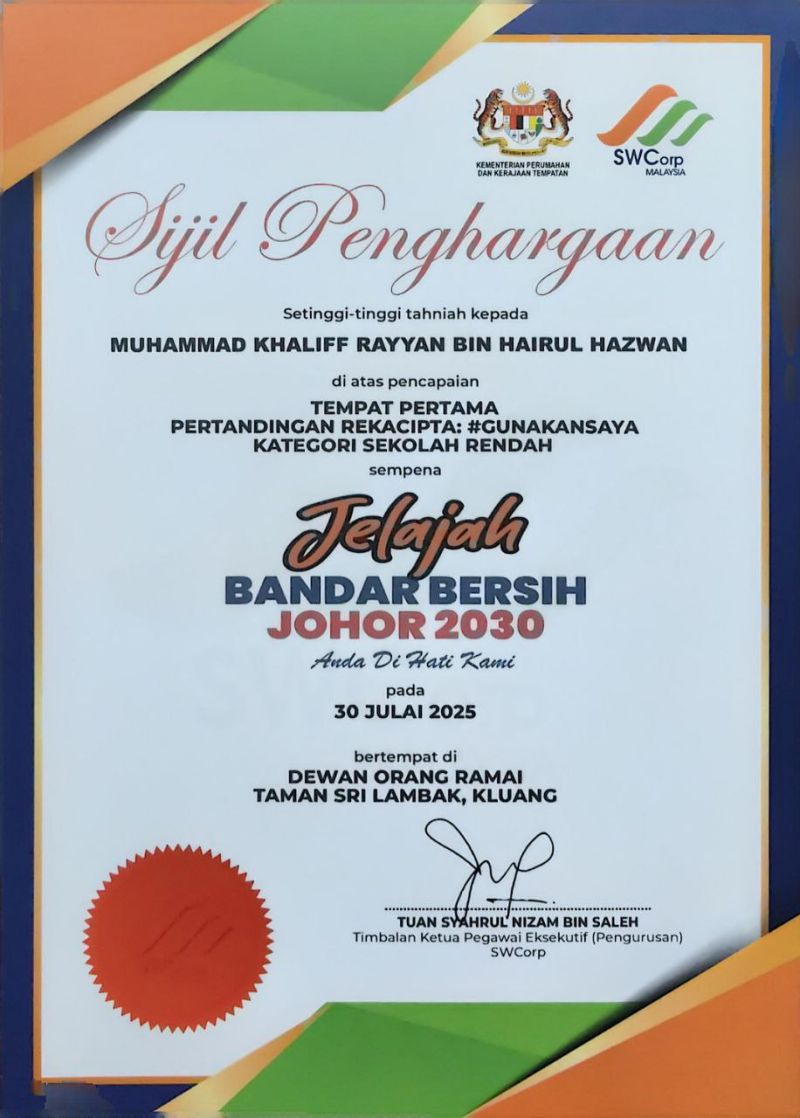 KEMENTERIAN PERUMAHAN
DAN KERAJAAN TEMPATAN
SWCorp
MALAYSIA
Sijil Penghargaan
Setinggi-tinggi tahniah kepada
MUHAMMAD KHALIFF RAYYAN BIN HAIRUL HAZWAN
di atas pencapaian
TEMPAT PERTAMA
PERTANDINGAN REKACIPTA: #GUNAKANSAYA
KATEGORI SEKOLAH RENDAH
sempena
Jelajah
BANDAR BERSIH
JOHOR 2030
Anda Di Hati Kami
pada
30 JULAI 2025
bertempat di
DEWAN ORANG RAMAI
TAMAN SRI LAMBAK, KLUANG
TUAN SYAHRUL NIZAM BIN SALEH
Timbalan Ketua Pegawai Eksekutif (Pengurusan)
SWCorp